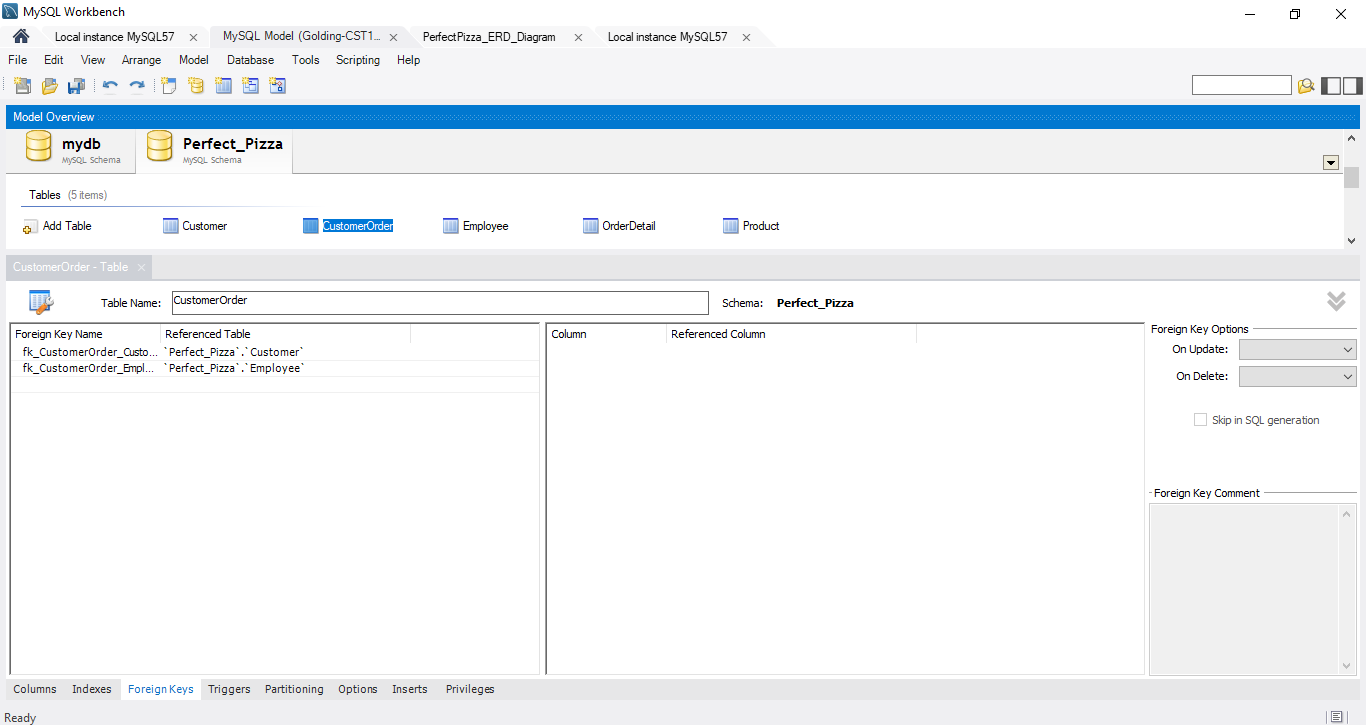 MySQL Workbench
Local instance MySQL57 MySQL Model (Golding-CST1... PerfectPizza_ERD_Diagram Local instance MySQL57
File Edit View Arrange Model Database Tools Scripting Help
Model Overview
mydb
MySQL Schema
Perfect_Pizza
MySQL Schema
Tables (5 items)
Add Table Customer CustomerOrder Employee OrderDetail Product
CustomerOrder - Table
Table Name: CustomerOrder Schema: Perfect_Pizza
Foreign Key Name Referenced Table
fk_CustomerOrder_Custo... `Perfect_Pizza`.`Customer`
fk_CustomerOrder_Empl... `Perfect_Pizza`.`Employee`
Column Referenced Column
Foreign Key Options
On Update:
On Delete:
Skip in SQL generation
Foreign Key Comment
Columns Indexes Foreign Keys Triggers Partitioning Options Inserts Privileges
Ready